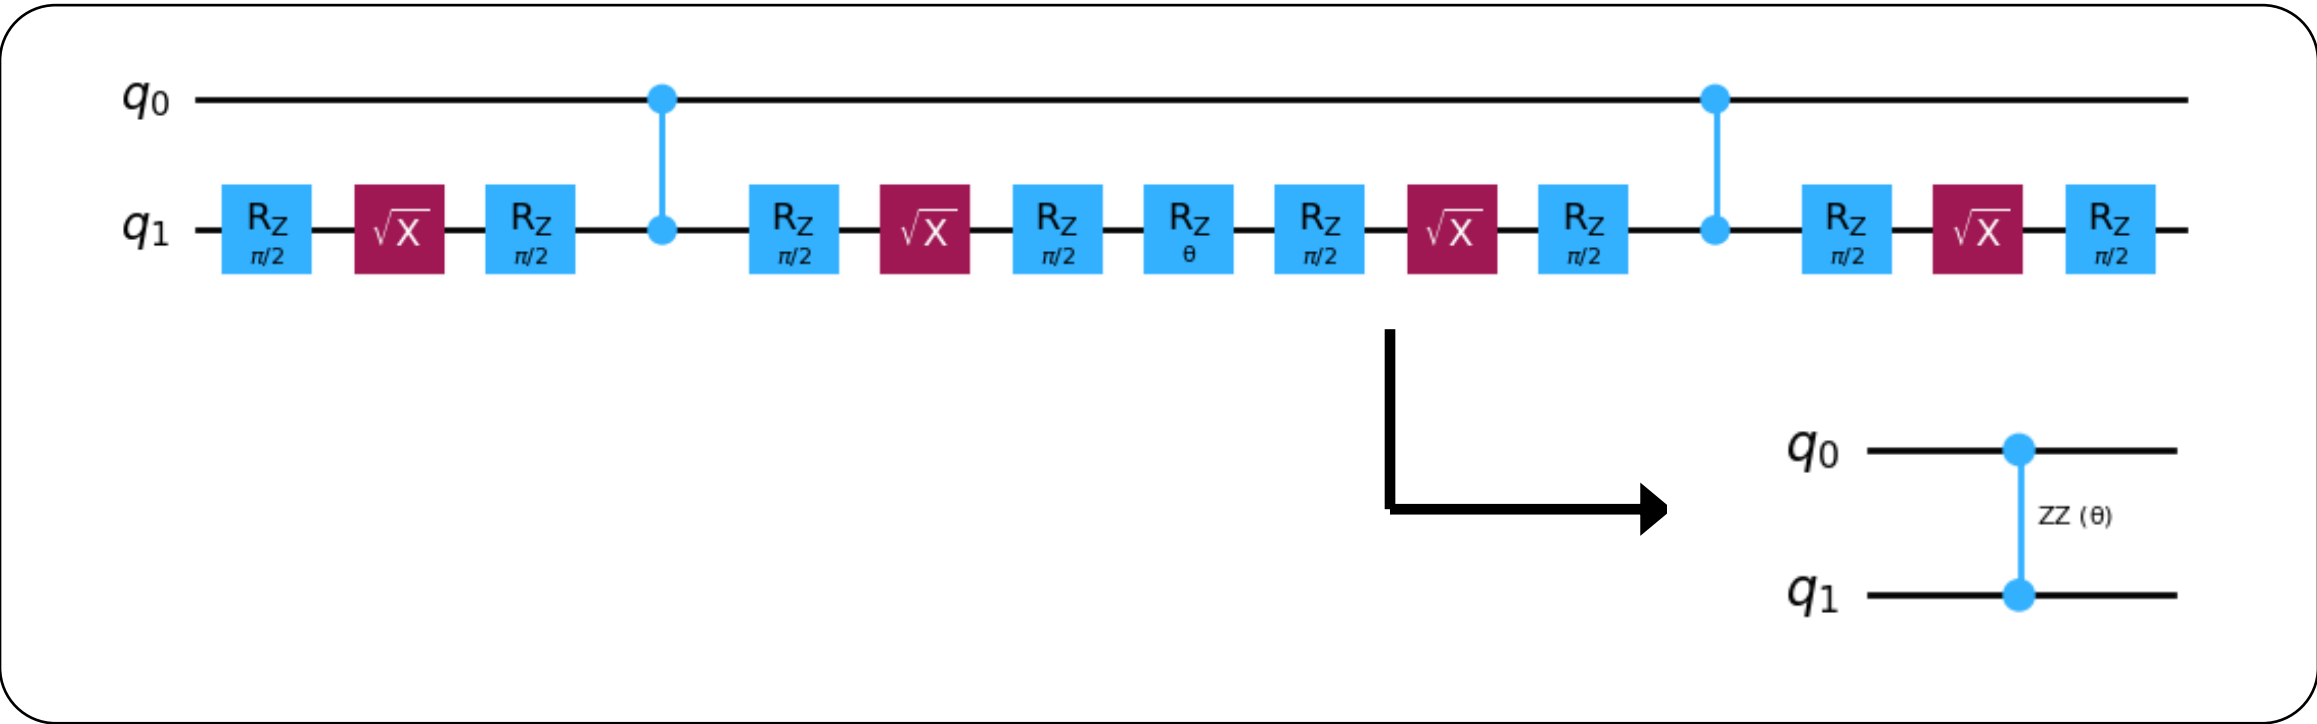 q0
q1 RZ π/2 √X RZ π/2 RZ π/2 √X RZ π/2 RZ θ RZ π/2 √X RZ π/2 RZ π/2 √X RZ π/2
q0
ZZ (θ)
q1